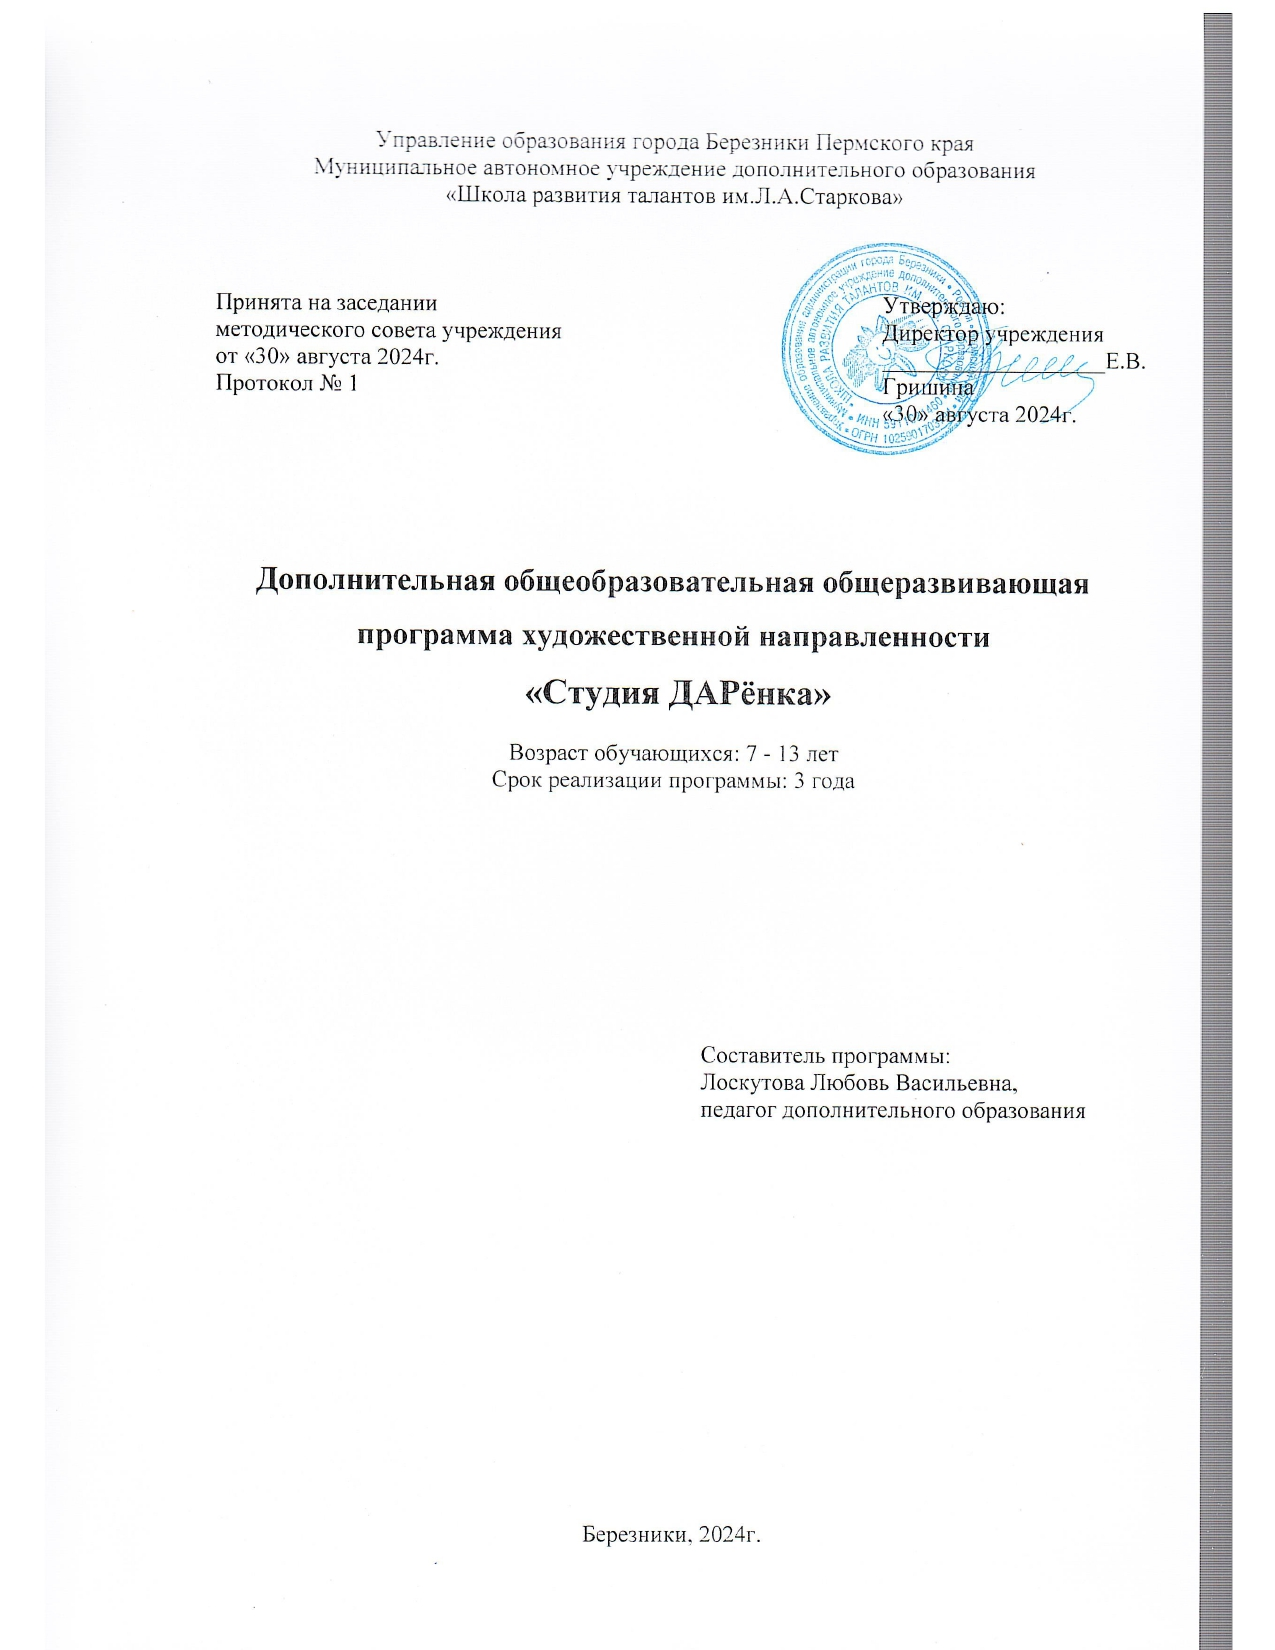 Управление образования города Березники Пермского края
Муниципальное автономное учреждение дополнительного образования
«Школа развития талантов им.Л.А.Старкова»
Принята на заседании
методического совета учреждения
от «30» августа 2024г.
Протокол № 1
Утверждаю:
Директор учреждения
__________________Е.В.
Гришина
«30» августа 2024г.
Дополнительная общеобразовательная общеразвивающая
программа художественной направленности
«Студия ДАРёнка»
Возраст обучающихся: 7 - 13 лет
Срок реализации программы: 3 года
Составитель программы:
Лоскутова Любовь Васильевна,
педагог дополнительного образования
Березники, 2024г.